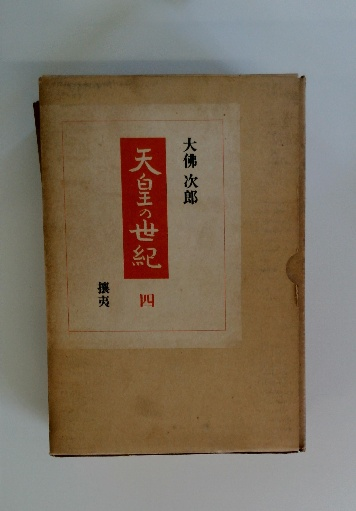 大佛次郎
天皇の世紀
四
攘夷